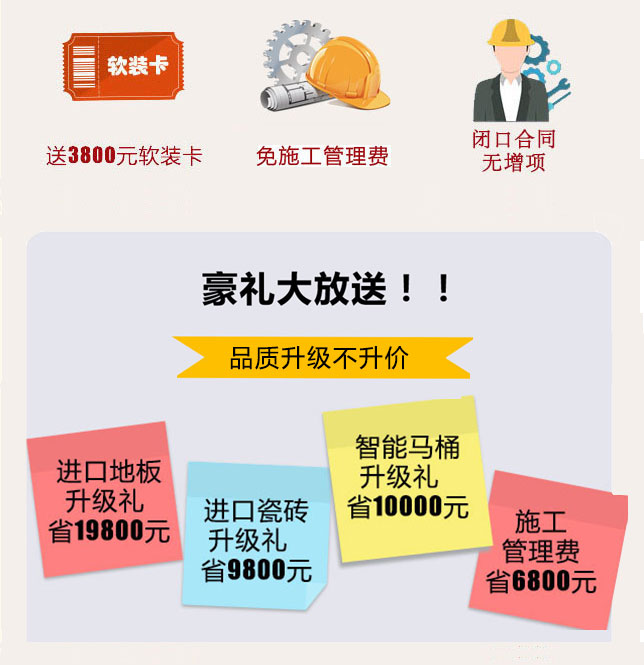 软装卡
送3800元软装卡
免施工管理费
闭口合同
无增项
豪礼大放送！！
品质升级不升价
进口地板
升级礼
省19800元
进口瓷砖
升级礼
省9800元
智能马桶
升级礼
省10000元
施工
管理费
省6800元